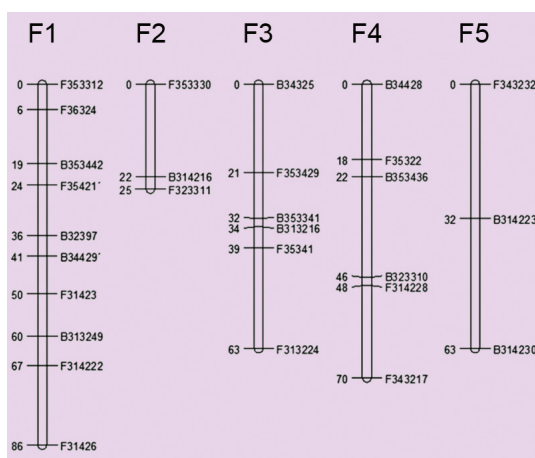 F1 F2 F3 F4 F5
0 F353312
6 F36324
19 B353442
24 F35421*
36 B32397
41 B34429*
50 F31423
60 B313249
67 F314222
86 F31426
0 F353330
22 B314216
25 F323311
0 B34325
21 F353429
32 B353341
34 B313216
39 F35341
63 F313224
0 B34428
18 F35322
22 B353436
46 B323310
48 F314228
70 F343217
0 F343232
32 B314223
63 B314230